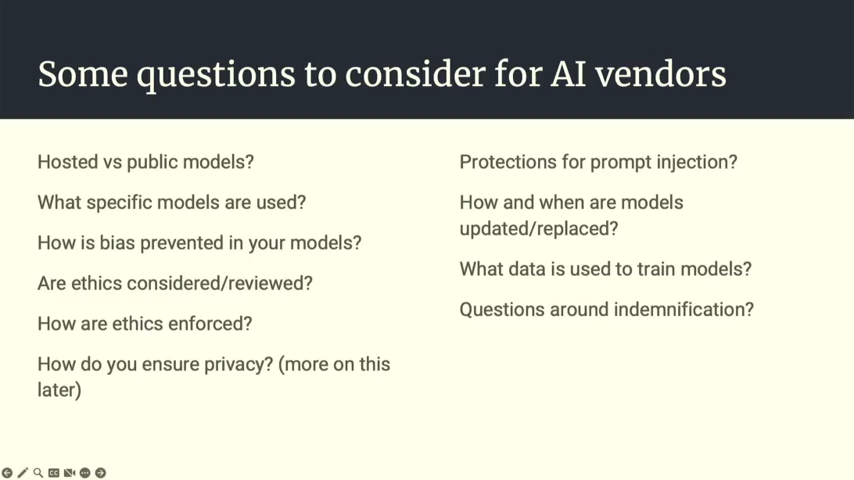 Some questions to consider for AI vendors
Hosted vs public models?
What specific models are used?
How is bias prevented in your models?
Are ethics considered/reviewed?
How are ethics enforced?
How do you ensure privacy? (more on this
later)
Protections for prompt injection?
How and when are models
updated/replaced?
What data is used to train models?
Questions around indemnification?
CC